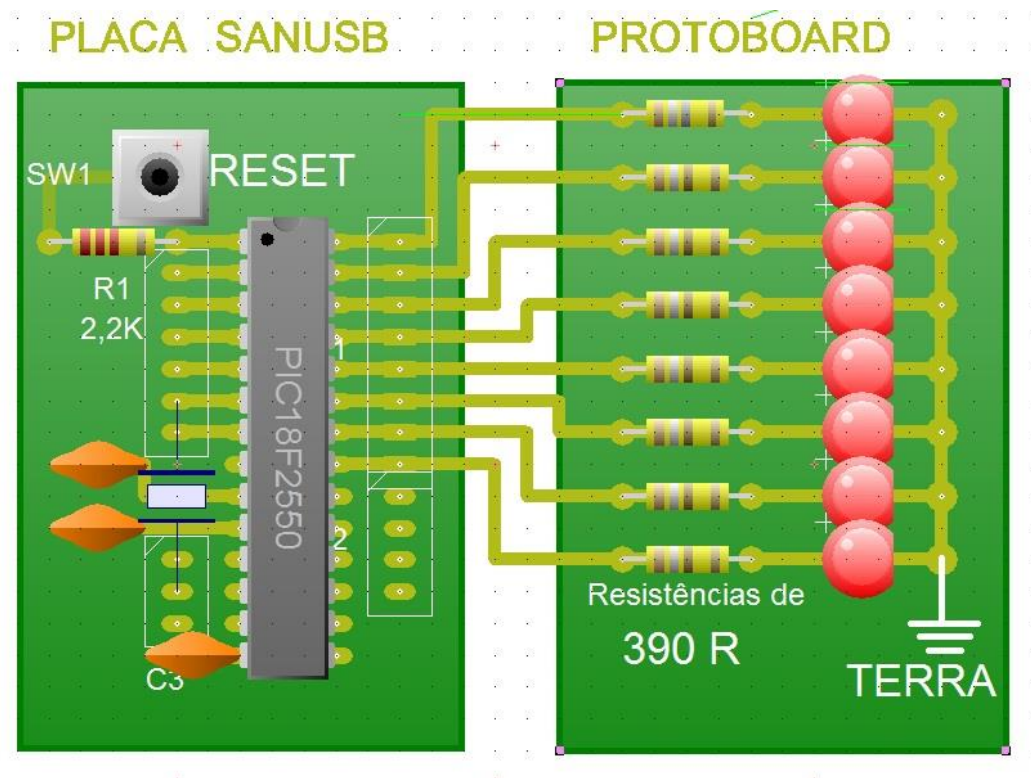 PLACA SANUSB
PROTOBOARD
SW1
RESET
R1
2,2K
1
PIC18F2550
2
C3
Resistências de
390 R
TERRA